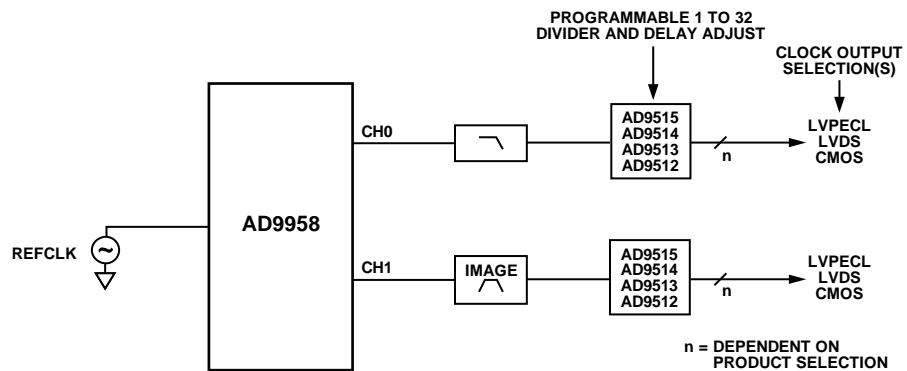 PROGRAMMABLE 1 TO 32
DIVIDER AND DELAY ADJUST
CLOCK OUTPUT
SELECTION(S)
AD9958
REFCLK
~
CH0
AD9515
AD9514
AD9513
AD9512
n
LVPECL
LVDS
CMOS
CH1
IMAGE
AD9515
AD9514
AD9513
AD9512
n
LVPECL
LVDS
CMOS
n = DEPENDENT ON
PRODUCT SELECTION